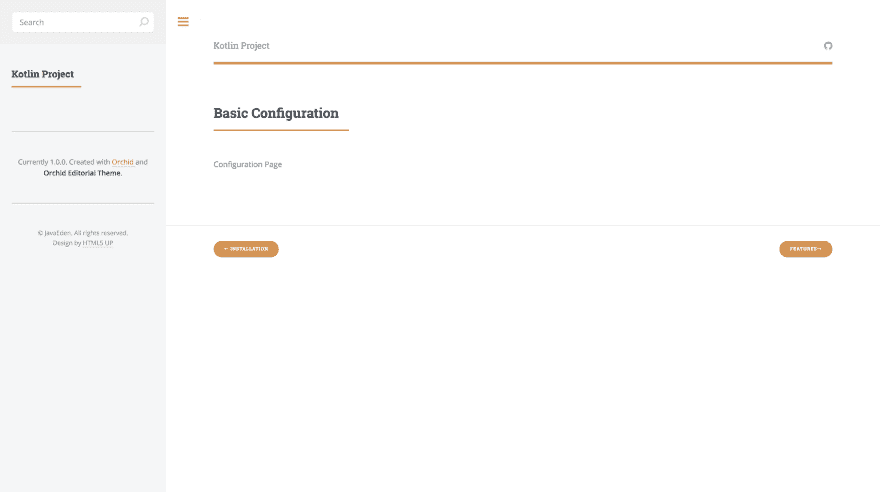 Search
Kotlin Project
Currently 1.0.0. Created with Orchid and
Orchid Editorial Theme.
© JavaEden. All rights reserved.
Design by HTML5 UP
Kotlin Project
Basic Configuration
Configuration Page
← INSTALLATION
FEATURES→